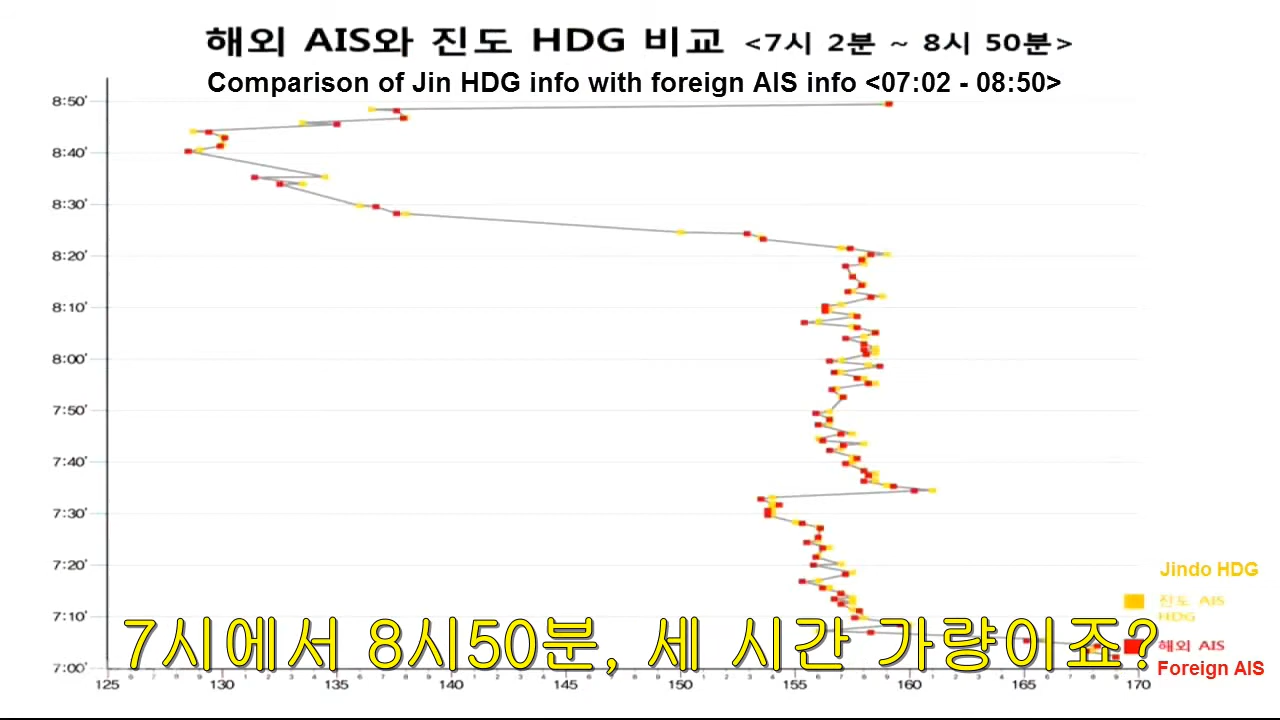 해외 AIS와 진도 HDG 비교 <7시 2분 ~ 8시 50분>
Comparison of Jin HDG info with foreign AIS info <07:02 - 08:50>
8:50'
8:40'
8:30'
8:20'
8:10'
8:00'
7:50'
7:40'
7:30'
7:20'
7:10'
7:00'
Jindo HDG
진도 AIS
HDG
해외 AIS
Foreign AIS
7시에서 8시50분, 세 시간 가량이죠?
125 130 135 140 145 150 155 160 165 170